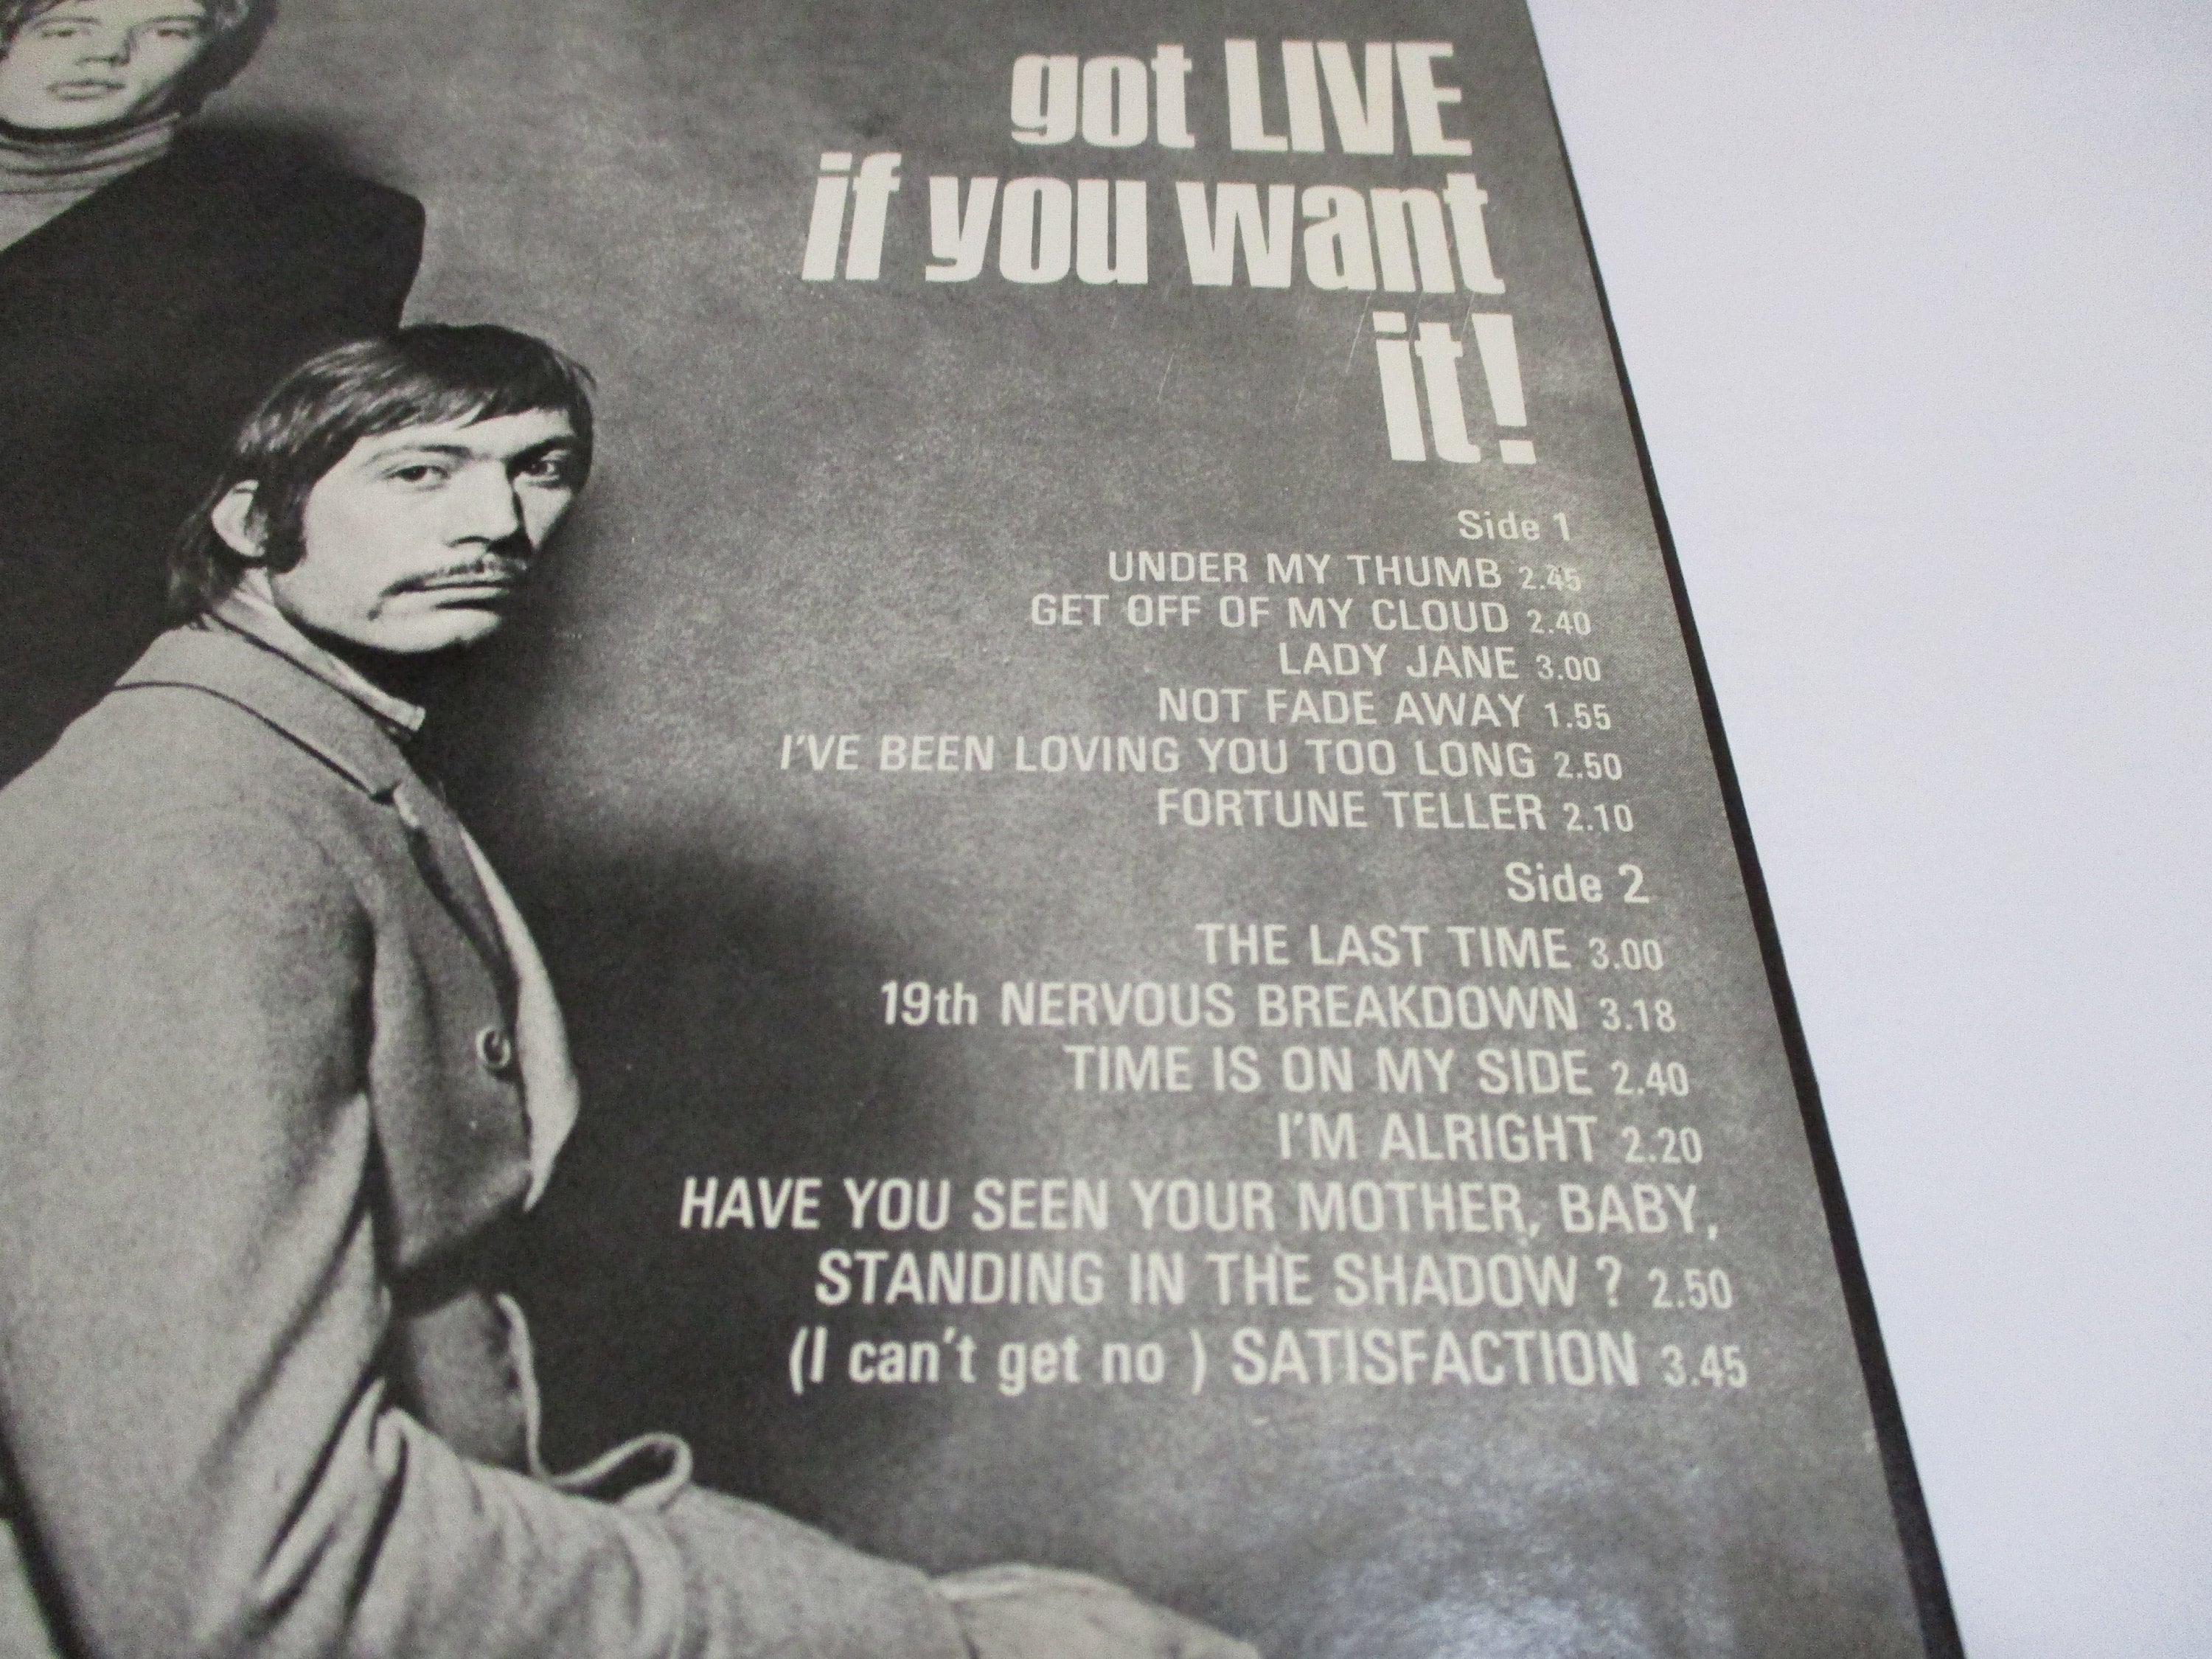 got LIVE
if you want
it!
Side 1
UNDER MY THUMB 2.45
GET OFF OF MY CLOUD 2.40
LADY JANE 3.00
NOT FADE AWAY 1.55
I'VE BEEN LOVING YOU TOO LONG 2.50
FORTUNE TELLER 2.10
Side 2
THE LAST TIME 3.00
19th NERVOUS BREAKDOWN 3.18
TIME IS ON MY SIDE 2.40
I'M ALRIGHT 2.20
HAVE YOU SEEN YOUR MOTHER, BABY,
STANDING IN THE SHADOW ? 2.50
(I can't get no ) SATISFACTION 3.45